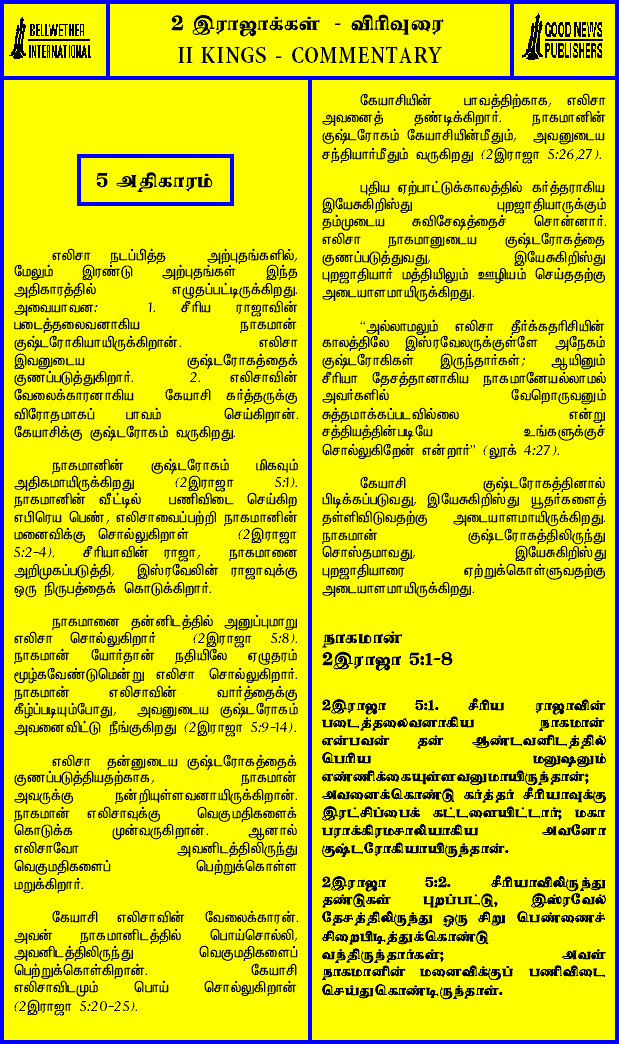 BELLWETHER
INTERNATIONAL
2 இராஜாக்கள் - விரிவுரை
II KINGS - COMMENTARY
GOOD NEWS
PUBLISHERS
5 அதிகாரம்
எலிசா நடப்பித்த அற்புதங்களில்,
மேலும் இரண்டு அற்புதங்கள் இந்த
அதிகாரத்தில் எழுதப்பட்டிருக்கிறது.
அவையாவன: 1. சீரிய ராஜாவின்
படைத்தலைவனாகிய நாகமான்
குஷ்டரோகியாயிருக்கிறான். எலிசா
இவனுடைய குஷ்டரோகத்தைக்
குணப்படுத்துகிறார். 2. எலிசாவின்
வேலைக்காரனாகிய கேயாசி கர்த்தருக்கு
விரோதமாகப் பாவம் செய்கிறான்.
கேயாசிக்கு குஷ்டரோகம் வருகிறது.
நாகமானின் குஷ்டரோகம் மிகவும்
அதிகமாயிருக்கிறது (2இராஜா 5:1).
நாகமானின் வீட்டில் பணிவிடை செய்கிற
எபிரெய பெண், எலிசாவைப்பற்றி நாகமானின்
மனைவிக்கு சொல்லுகிறாள் (2இராஜா
5:2-4). சீரியாவின் ராஜா, நாகமானை
அறிமுகப்படுத்தி, இஸ்ரவேலின் ராஜாவுக்கு
ஒரு நிருபத்தைக் கொடுக்கிறார்.
நாகமானை தன்னிடத்தில் அனுப்புமாறு
எலிசா சொல்லுகிறார் (2இராஜா 5:8).
நாகமான் யோர்தான் நதியிலே ஏழுதரம்
மூழ்கவேண்டுமென்று எலிசா சொல்லுகிறார்.
நாகமான் எலிசாவின் வார்த்தைக்கு
கீழ்ப்படியும்போது, அவனுடைய குஷ்டரோகம்
அவனைவிட்டு நீங்குகிறது (2இராஜா 5:9-14).
எலிசா தன்னுடைய குஷ்டரோகத்தைக்
குணப்படுத்தியதற்காக, நாகமான்
அவருக்கு நன்றியுள்ளவனாயிருக்கிறான்.
நாகமான் எலிசாவுக்கு வெகுமதிகளைக்
கொடுக்க முன்வருகிறான். ஆனால்
எலிசாவோ அவனிடத்திலிருந்து
வெகுமதிகளைப் பெற்றுக்கொள்ள
மறுக்கிறார்.
கேயாசி எலிசாவின் வேலைக்காரன்.
அவன் நாகமானிடத்தில் பொய்சொல்லி,
அவனிடத்திலிருந்து வெகுமதிகளைப்
பெற்றுக்கொள்கிறான். கேயாசி
எலிசாவிடமும் பொய் சொல்லுகிறான்
(2இராஜா 5:20-25).
கேயாசியின் பாவத்திற்காக, எலிசா
அவனைத் தண்டிக்கிறார். நாகமானின்
குஷ்டரோகம் கேயாசியின்மீதும், அவனுடைய
சந்தியார்மீதும் வருகிறது (2இராஜா 5:26,27).
புதிய ஏற்பாட்டுக்காலத்தில் கர்த்தராகிய
இயேசுகிறிஸ்து புறஜாதியாருக்கும்
தம்முடைய சுவிசேஷத்தைச் சொன்னார்.
எலிசா நாகமானுடைய குஷ்டரோகத்தை
குணப்படுத்துவது, இயேசுகிறிஸ்து
புறஜாதியார் மத்தியிலும் ஊழியம் செய்ததற்கு
அடையாளமாயிருக்கிறது.
"அல்லாமலும் எலிசா தீர்க்கதரிசியின்
காலத்திலே இஸ்ரவேலருக்குள்ளே அநேகம்
குஷ்டரோகிகள் இருந்தார்கள்; ஆயினும்
சீரியா தேசத்தானாகிய நாகமானேயல்லாமல்
அவர்களில் வேறொருவனும்
சுத்தமாக்கப்படவில்லை என்று
சத்தியத்தின்படியே உங்களுக்குச்
சொல்லுகிறேன் என்றார்" (லூக் 4:27).
கேயாசி குஷ்டரோகத்தினால்
பிடிக்கப்படுவது, இயேசுகிறிஸ்து யூதர்களைத்
தள்ளிவிடுவதற்கு அடையாளமாயிருக்கிறது.
நாகமான் குஷ்டரோகத்திலிருந்து
சொஸ்தமாவது, இயேசுகிறிஸ்து
புறஜாதியாரை ஏற்றுக்கொள்ளுவதற்கு
அடையாளமாயிருக்கிறது.
நாகமான்
2இராஜா 5:1-8
2இராஜா 5:1. சீரிய ராஜாவின்
படைத்தலைவனாகிய நாகமான்
என்பவன் தன் ஆண்டவனிடத்தில்
பெரிய மனுஷனும்
எண்ணிக்கையுள்ளவனுமாயிருந்தான்;
அவனைக்கொண்டு கர்த்தர் சீரியாவுக்கு
இரட்சிப்பைக் கட்டளையிட்டார்; மகா
பராக்கிரமசாலியாகிய அவனோ
குஷ்டரோகியாயிருந்தான்.
2இராஜா 5:2. சீரியாவிலிருந்து
தண்டுகள் புறப்பட்டு, இஸ்ரவேல்
தேசத்திலிருந்து ஒரு சிறு பெண்ணைச்
சிறைபிடித்துக்கொண்டு
வந்திருந்தார்கள்; அவள்
நாகமானின் மனைவிக்குப் பணிவிடை
செய்துகொண்டிருந்தாள்.